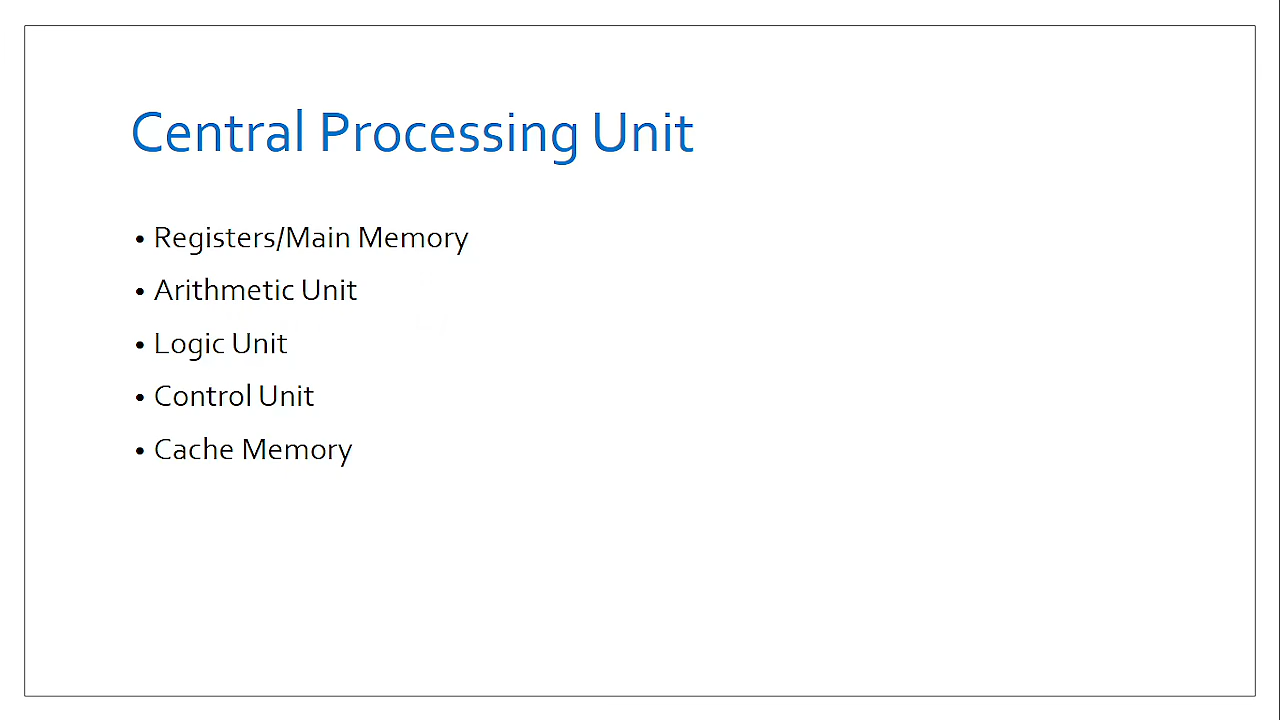 Central Processing Unit
• Registers/Main Memory
• Arithmetic Unit
• Logic Unit
• Control Unit
• Cache Memory